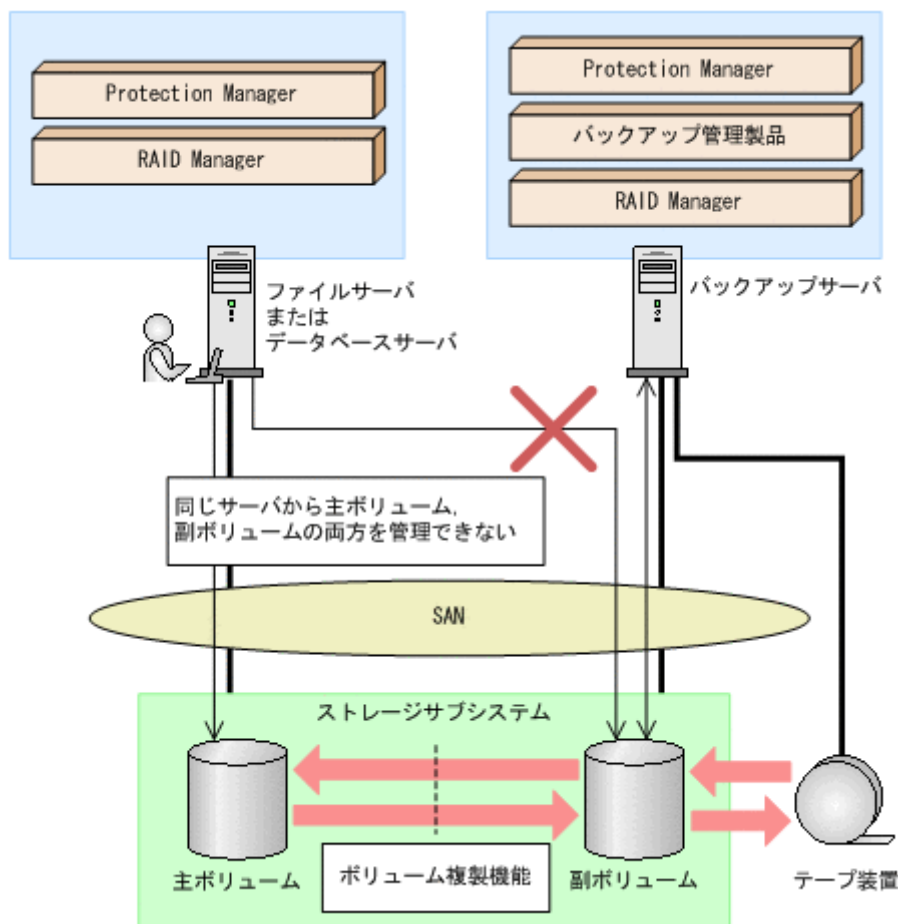 Protection Manager
RAID Manager
Protection Manager
バックアップ管理製品
RAID Manager
ファイルサーバ
または
データベースサーバ
バックアップサーバ
同じサーバから主ボリューム,
副ボリュームの両方を管理できない
SAN
ストレージサブシステム
主ボリューム
ボリューム複製機能
副ボリューム
テープ装置